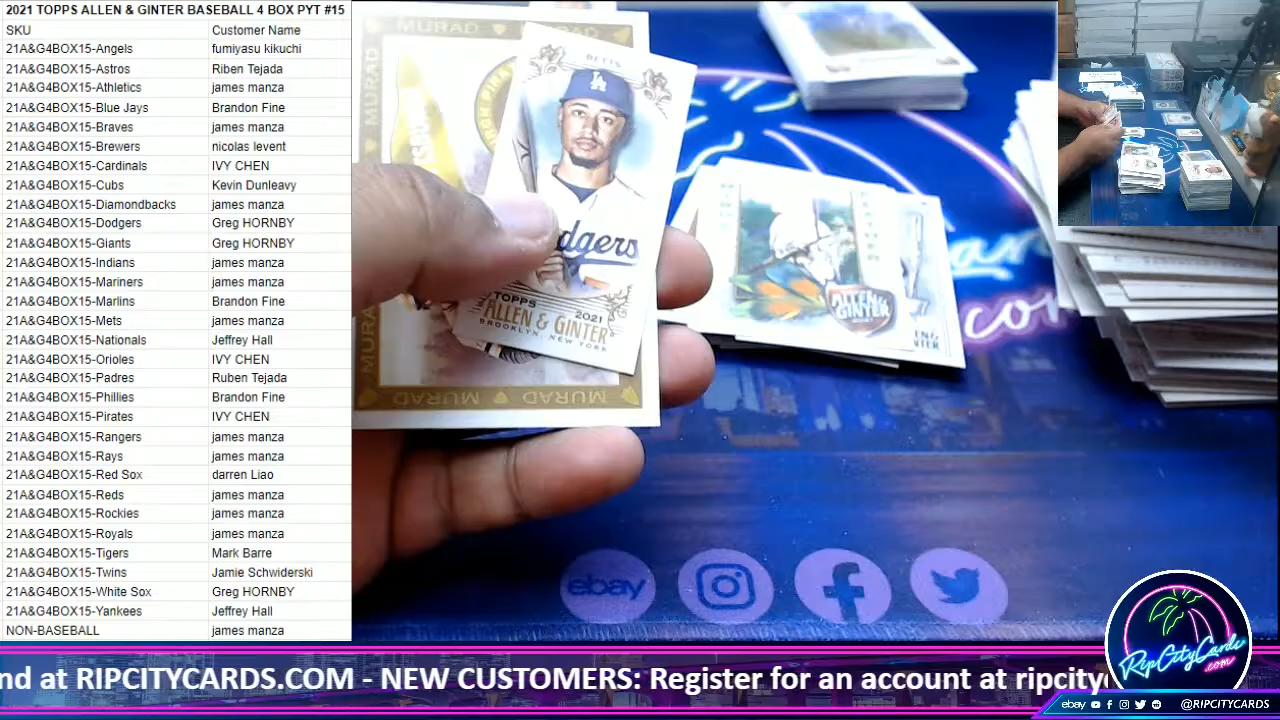 2021 TOPPS ALLEN & GINTER BASEBALL 4 BOX PYT #15
SKU Customer Name
21A&G4BOX15-Angels fumiyasu kikuchi
21A&G4BOX15-Astros Riben Tejada
21A&G4BOX15-Athletics james manza
21A&G4BOX15-Blue Jays Brandon Fine
21A&G4BOX15-Braves james manza
21A&G4BOX15-Brewers nicolas levent
21A&G4BOX15-Cardinals IVY CHEN
21A&G4BOX15-Cubs Kevin Dunleavy
21A&G4BOX15-Diamondbacks james manza
21A&G4BOX15-Dodgers Greg HORNBY
21A&G4BOX15-Giants Greg HORNBY
21A&G4BOX15-Indians james manza
21A&G4BOX15-Mariners james manza
21A&G4BOX15-Marlins Brandon Fine
21A&G4BOX15-Mets james manza
21A&G4BOX15-Nationals Jeffrey Hall
21A&G4BOX15-Orioles IVY CHEN
21A&G4BOX15-Padres Ruben Tejada
21A&G4BOX15-Phillies Brandon Fine
21A&G4BOX15-Pirates IVY CHEN
21A&G4BOX15-Rangers james manza
21A&G4BOX15-Rays james manza
21A&G4BOX15-Red Sox darren Liao
21A&G4BOX15-Reds james manza
21A&G4BOX15-Rockies james manza
21A&G4BOX15-Royals james manza
21A&G4BOX15-Tigers Mark Barre
21A&G4BOX15-Twins Jamie Schwiderski
21A&G4BOX15-White Sox Greg HORNBY
21A&G4BOX15-Yankees Jeffrey Hall
NON-BASEBALL james manza
MURAD
MURAD
BETTS
LA
dgers
TOPPS 2021
ALLEN & GINTER
BROOKLYN, NEW YORK
MURAD MURAD
ALLEN & GINTER
com
ebay
nd at RIPCITYCARDS.COM - NEW CUSTOMERS: Register for an account at ripcity
RipCityCards
.com
ebay @RIPCITYCARDS